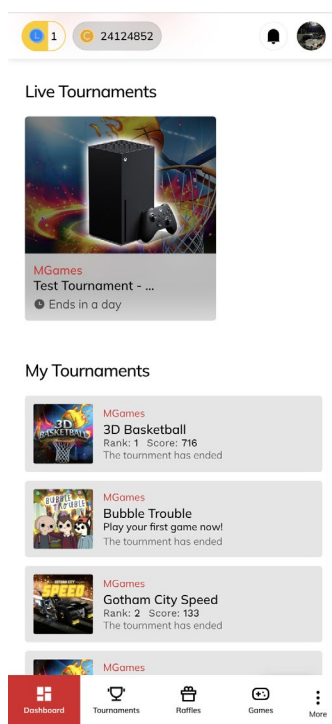 L 1 C 24124852
Live Tournaments
MGames
Test Tournament - ...
Ends in a day
My Tournaments
3D
BASKETBALL
MGames
3D Basketball
Rank: 1 Score: 716
The tournment has ended
BUBBLE
TROUBLE
MGames
Bubble Trouble
Play your first game now!
The tournment has ended
GOTHAM CITY
SPEED
MGames
Gotham City Speed
Rank: 2 Score: 133
The tournment has ended
MGames
Dashboard Tournaments Raffles Games More